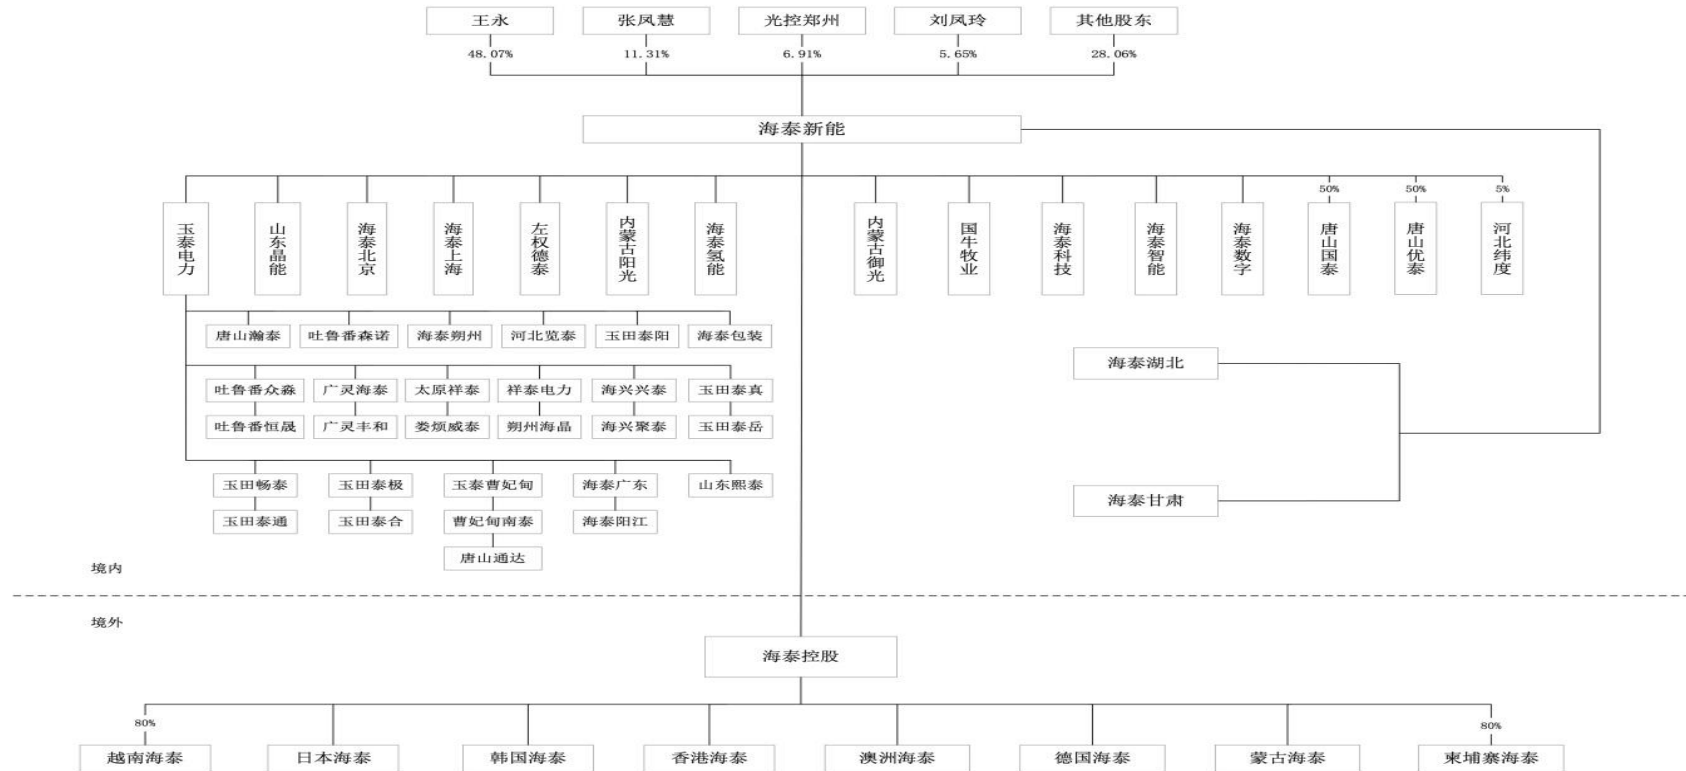 王永 张凤慧 光控郑州 刘凤玲 其他股东
48.07% 11.31% 6.91% 5.65% 28.06%
海泰新能
50% 50% 5%
玉泰电力 山东晶能 海泰北京 海泰上海 左权德泰 内蒙古阳光 海泰氢能 内蒙古御光 国牛牧业 海泰科技 海泰智能 海泰数字 唐山国泰 唐山优泰 河北纬度
唐山瀚泰 吐鲁番森诺 海泰朔州 河北览泰 玉田泰阳 海泰包装
海泰湖北
吐鲁番众淼 广灵海泰 太原祥泰 祥泰电力 海兴兴泰 玉田泰真
吐鲁番恒晟 广灵丰和 娄烦威泰 朔州海晶 海兴聚泰 玉田泰岳
玉田畅泰 玉田泰极 玉泰曹妃甸 海泰广东 山东熙泰
海泰甘肃
玉田泰通 玉田泰合 曹妃甸南泰 海泰阳江
唐山通达
境内
境外
海泰控股
80% 80%
越南海泰 日本海泰 韩国海泰 香港海泰 澳洲海泰 德国海泰 蒙古海泰 柬埔寨海泰